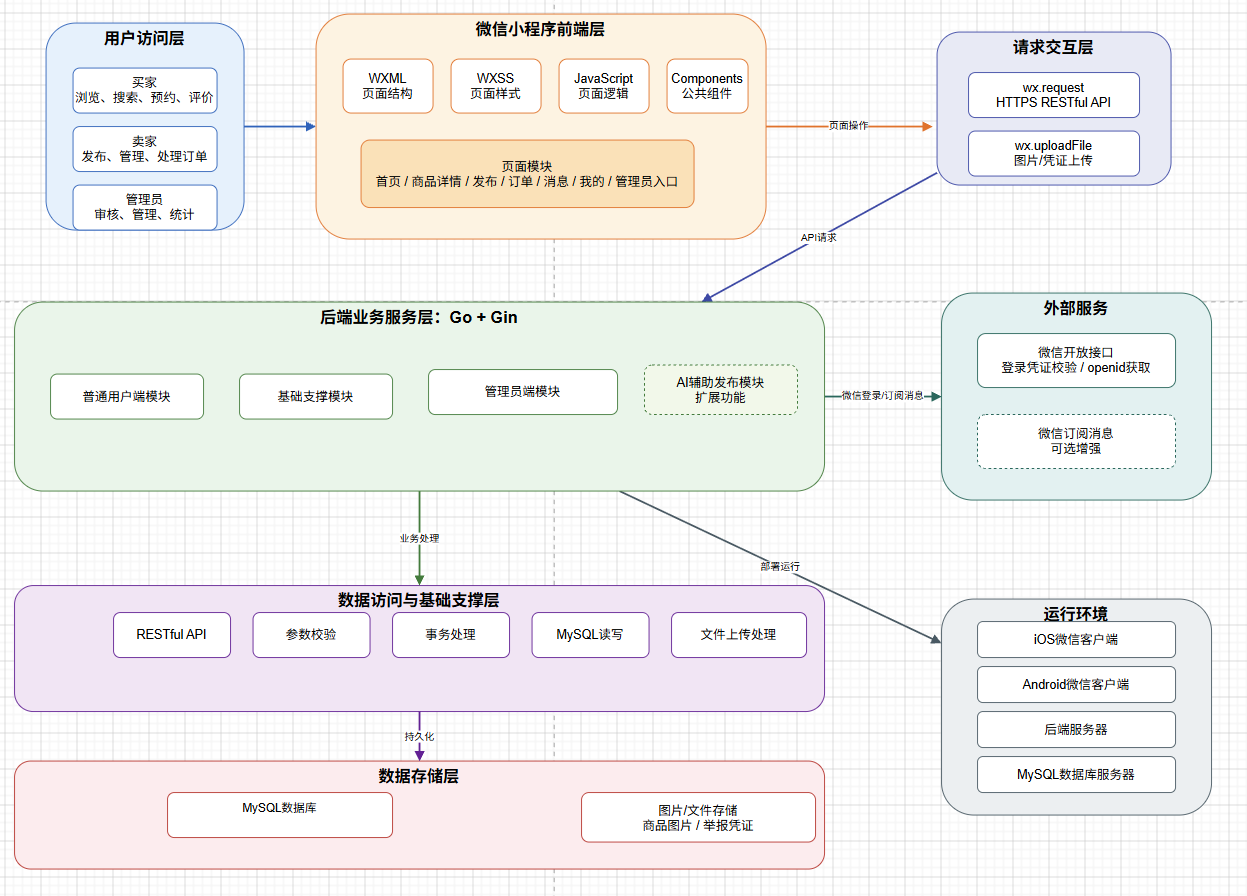 用户访问层
买家
浏览、搜索、预约、评价
卖家
发布、管理、处理订单
管理员
审核、管理、统计
微信小程序前端层
WXML
页面结构
WXSS
页面样式
JavaScript
页面逻辑
Components
公共组件
页面模块
首页 / 商品详情 / 发布 / 订单 / 消息 / 我的 / 管理员入口
页面操作
请求交互层
wx.request
HTTPS RESTful API
wx.uploadFile
图片/凭证上传
API请求
后端业务服务层：Go + Gin
普通用户端模块
基础支撑模块
管理员端模块
AI辅助发布模块
扩展功能
微信登录/订阅消息
外部服务
微信开放接口
登录凭证校验 / openid获取
微信订阅消息
可选增强
业务处理
部署运行
数据访问与基础支撑层
RESTful API
参数校验
事务处理
MySQL读写
文件上传处理
运行环境
iOS微信客户端
Android微信客户端
后端服务器
MySQL数据库服务器
持久化
数据存储层
MySQL数据库
图片/文件存储
商品图片 / 举报凭证